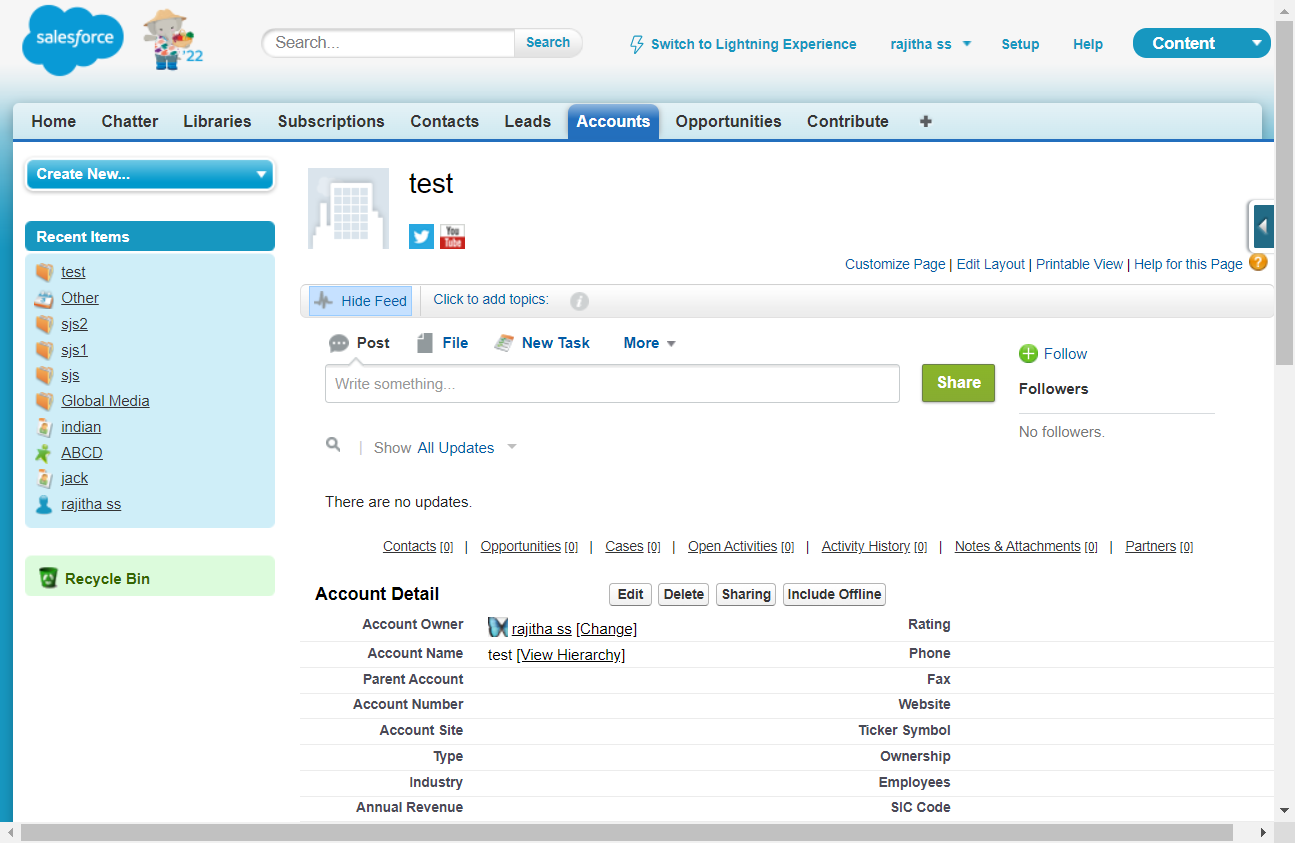 salesforce
'22
Search...
Search
Switch to Lightning Experience
rajitha ss
Setup
Help
Content
Home
Chatter
Libraries
Subscriptions
Contacts
Leads
Accounts
Opportunities
Contribute
Create New...
Recent Items
test
Other
sjs2
sjs1
sjs
Global Media
indian
ABCD
jack
rajitha ss
Recycle Bin
test
You Tube
Customize Page | Edit Layout | Printable View | Help for this Page ?
Hide Feed
Click to add topics:
i
Post
File
New Task
More
Write something...
Share
Follow
Followers
No followers.
Show All Updates
There are no updates.
Contacts [0] | Opportunities [0] | Cases [0] | Open Activities [0] | Activity History [0] | Notes & Attachments [0] | Partners [0]
Account Detail
Edit
Delete
Sharing
Include Offline
Account Owner rajitha ss [Change] Rating
Account Name test [View Hierarchy] Phone
Parent Account Fax
Account Number Website
Account Site Ticker Symbol
Type Ownership
Industry Employees
Annual Revenue SIC Code